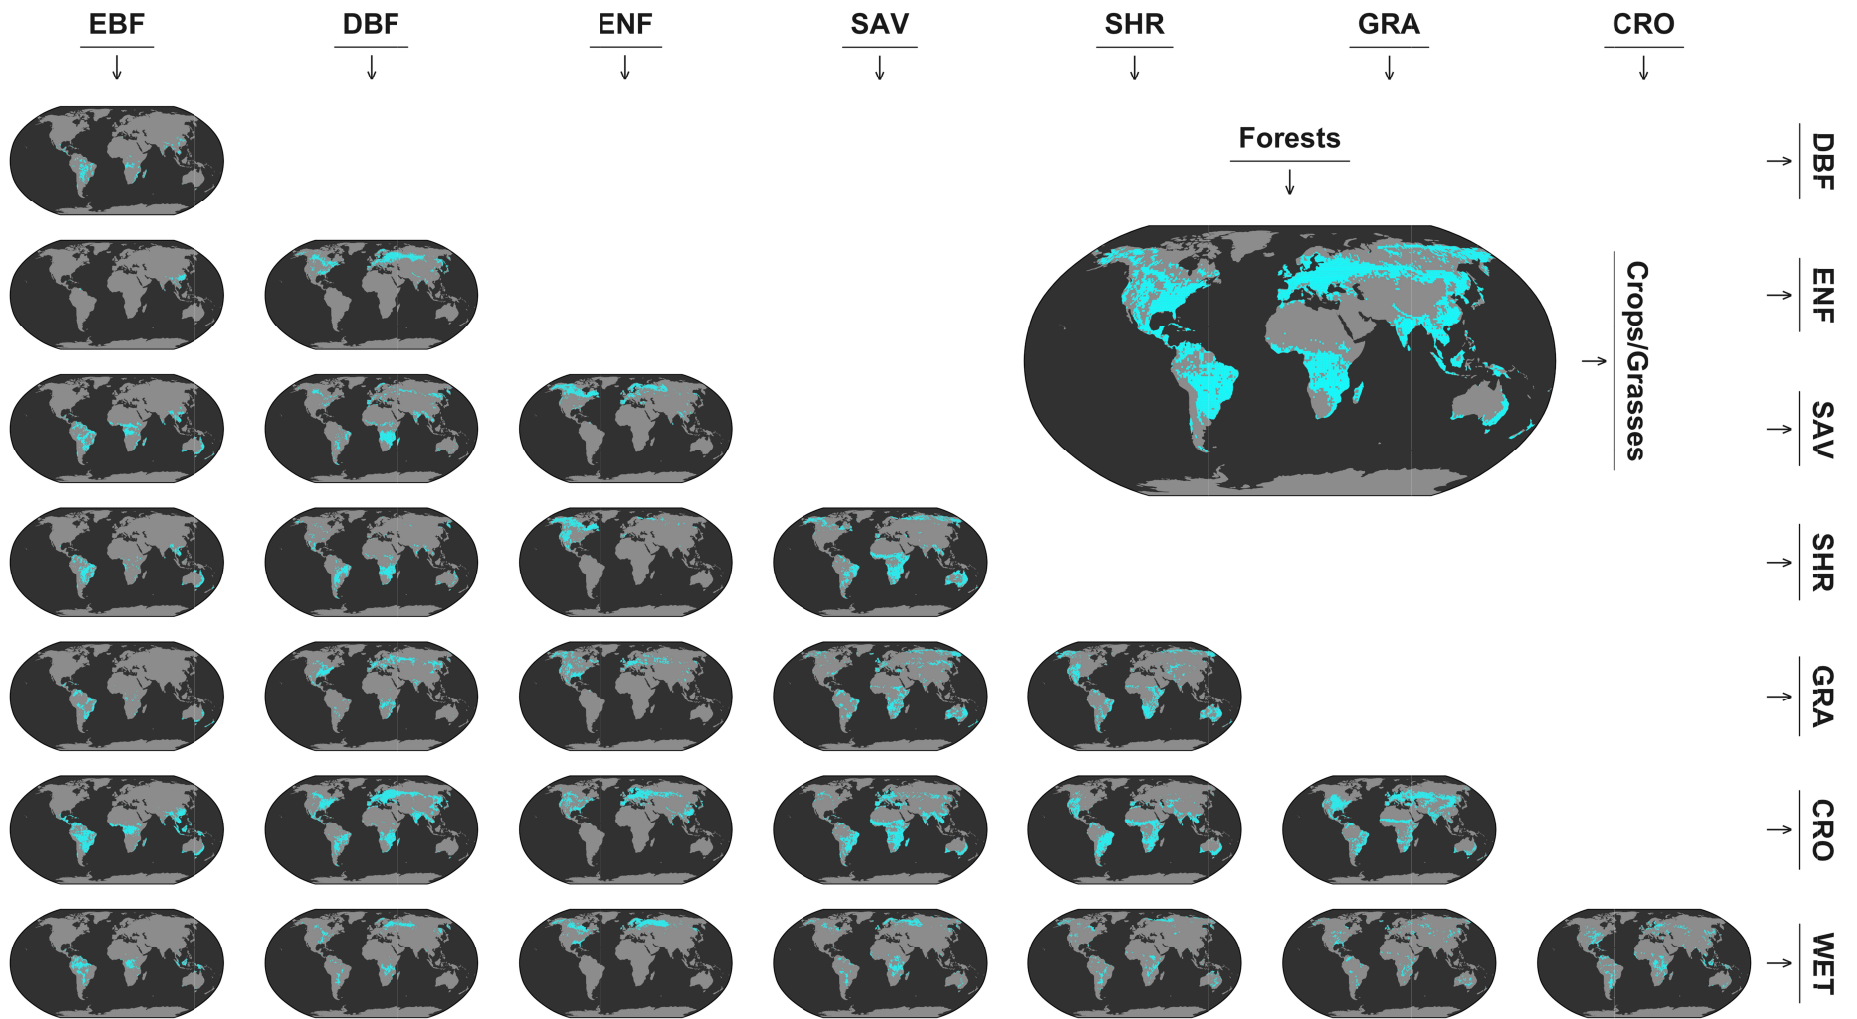 EBF DBF ENF SAV SHR GRA CRO
Forests
Crops/Grasses
DBF
ENF
SAV
SHR
GRA
CRO
WET